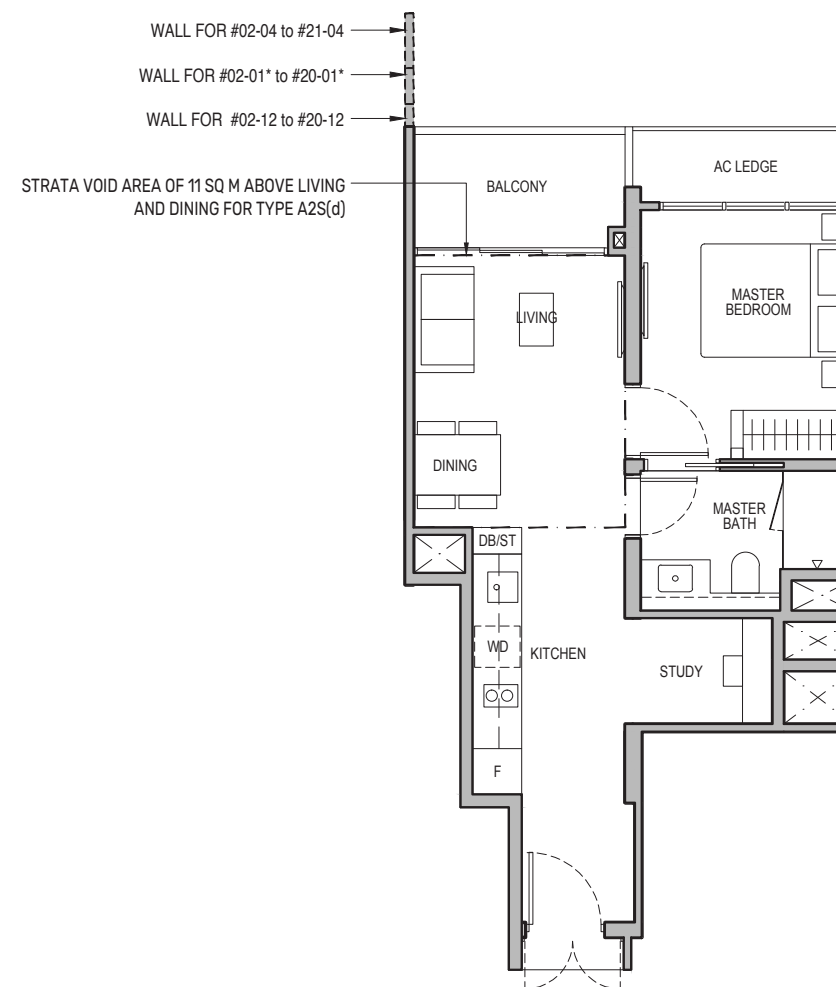 WALL FOR #02-04 to #21-04
WALL FOR #02-01* to #20-01*
WALL FOR #02-12 to #20-12
STRATA VOID AREA OF 11 SQ M ABOVE LIVING
AND DINING FOR TYPE A2S(d)
BALCONY
AC LEDGE
LIVING
MASTER
BEDROOM
DINING
MASTER
BATH
DB/ST
WD
KITCHEN
STUDY
F